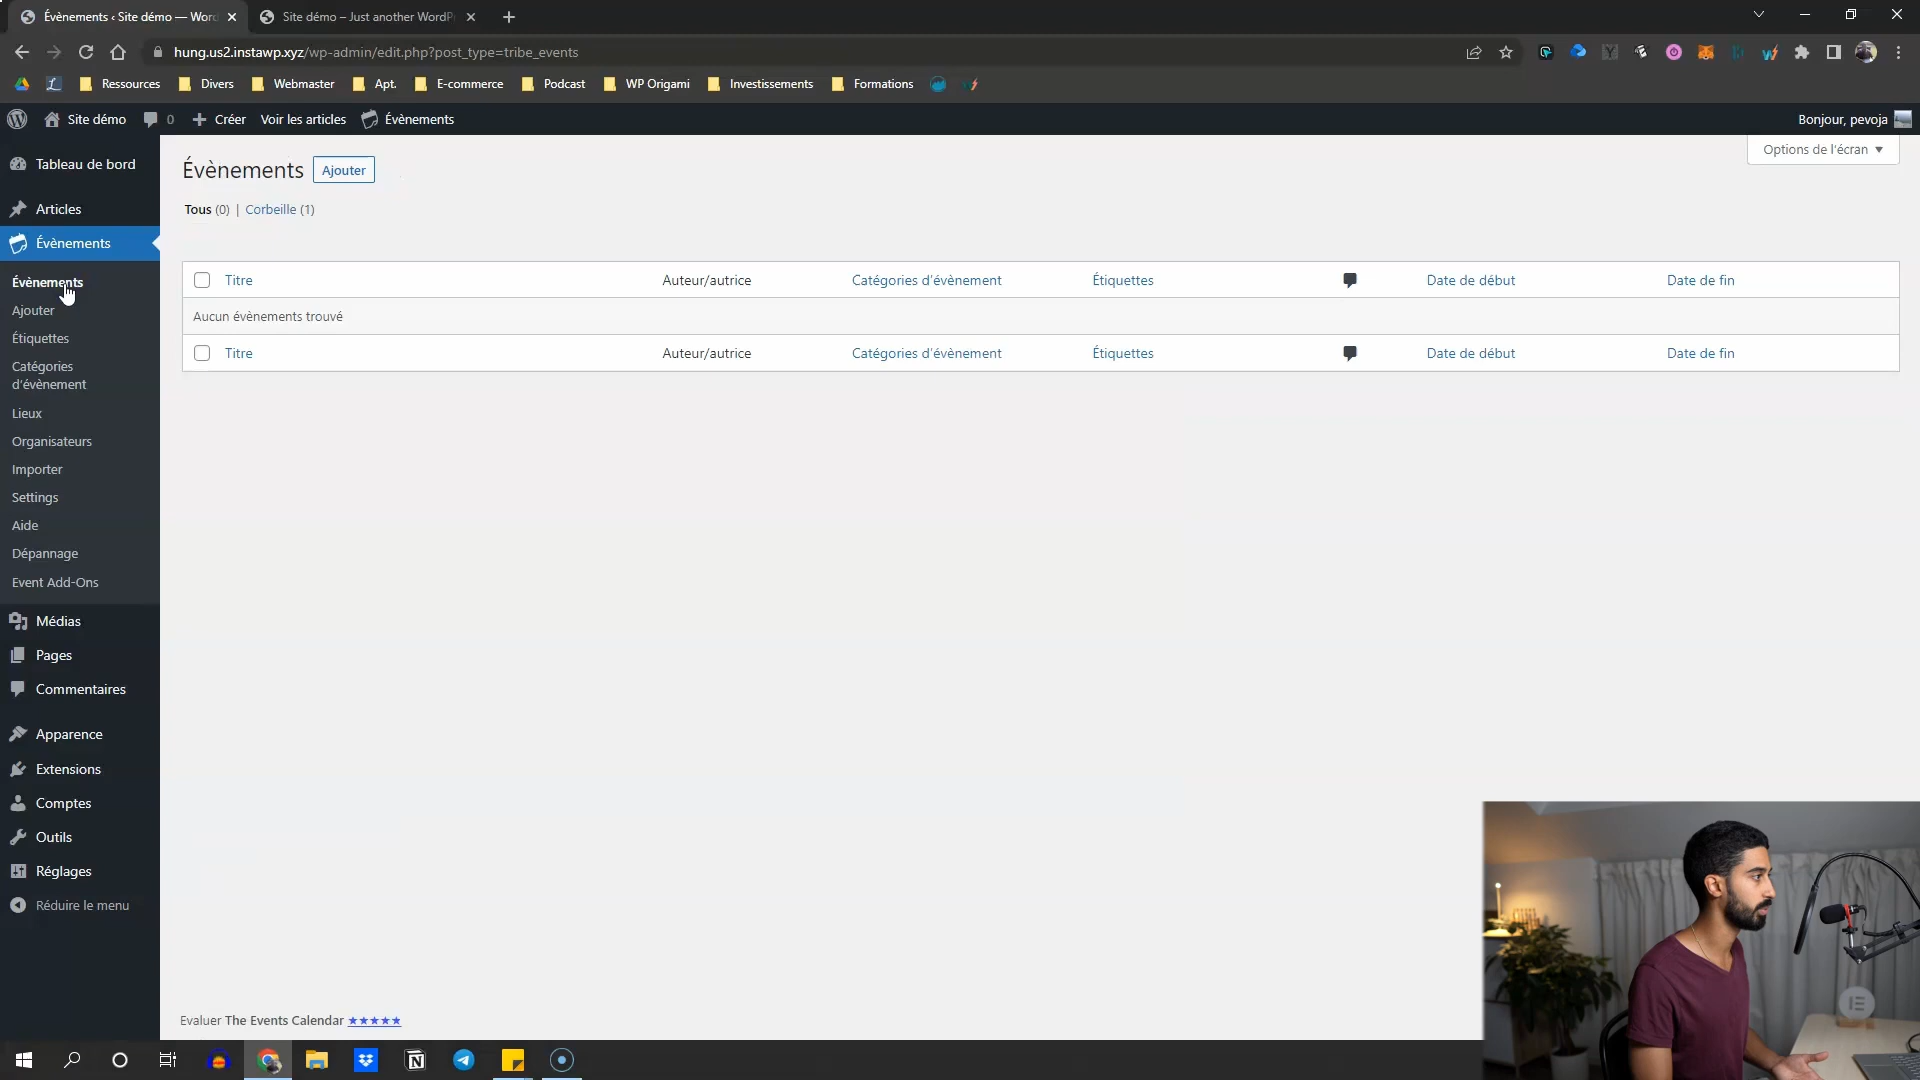 Évènements ‹ Site démo — Wor
Site démo – Just another WordP
hung.us2.instawp.xyz/wp-admin/edit.php?post_type=tribe_events
Ressources
Divers
Webmaster
Apt.
E-commerce
Podcast
WP Origami
Investissements
Formations
Site démo
0
Créer
Voir les articles
Évènements
Bonjour, pevoja
Tableau de bord
Articles
Évènements
Évènements
Ajouter
Étiquettes
Catégories
d'évènement
Lieux
Organisateurs
Importer
Settings
Aide
Dépannage
Event Add-Ons
Médias
Pages
Commentaires
Apparence
Extensions
Comptes
Outils
Réglages
Réduire le menu
Évènements Ajouter
Options de l'écran
Tous (0) | Corbeille (1)
Titre Auteur/autrice Catégories d'évènement Étiquettes Date de début Date de fin
Aucun évènements trouvé
Titre Auteur/autrice Catégories d'évènement Étiquettes Date de début Date de fin
Evaluer The Events Calendar ★★★★★